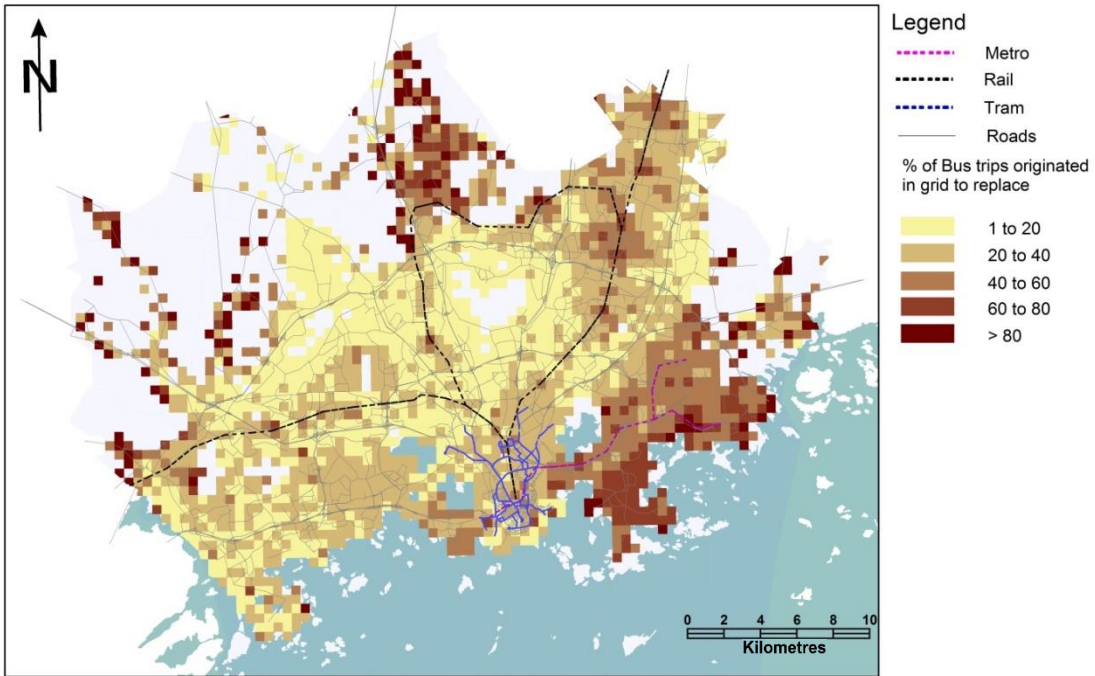 N
Legend
Metro
Rail
Tram
Roads
% of Bus trips originated
in grid to replace
1 to 20
20 to 40
40 to 60
60 to 80
> 80
0 2 4 6 8 10
Kilometres